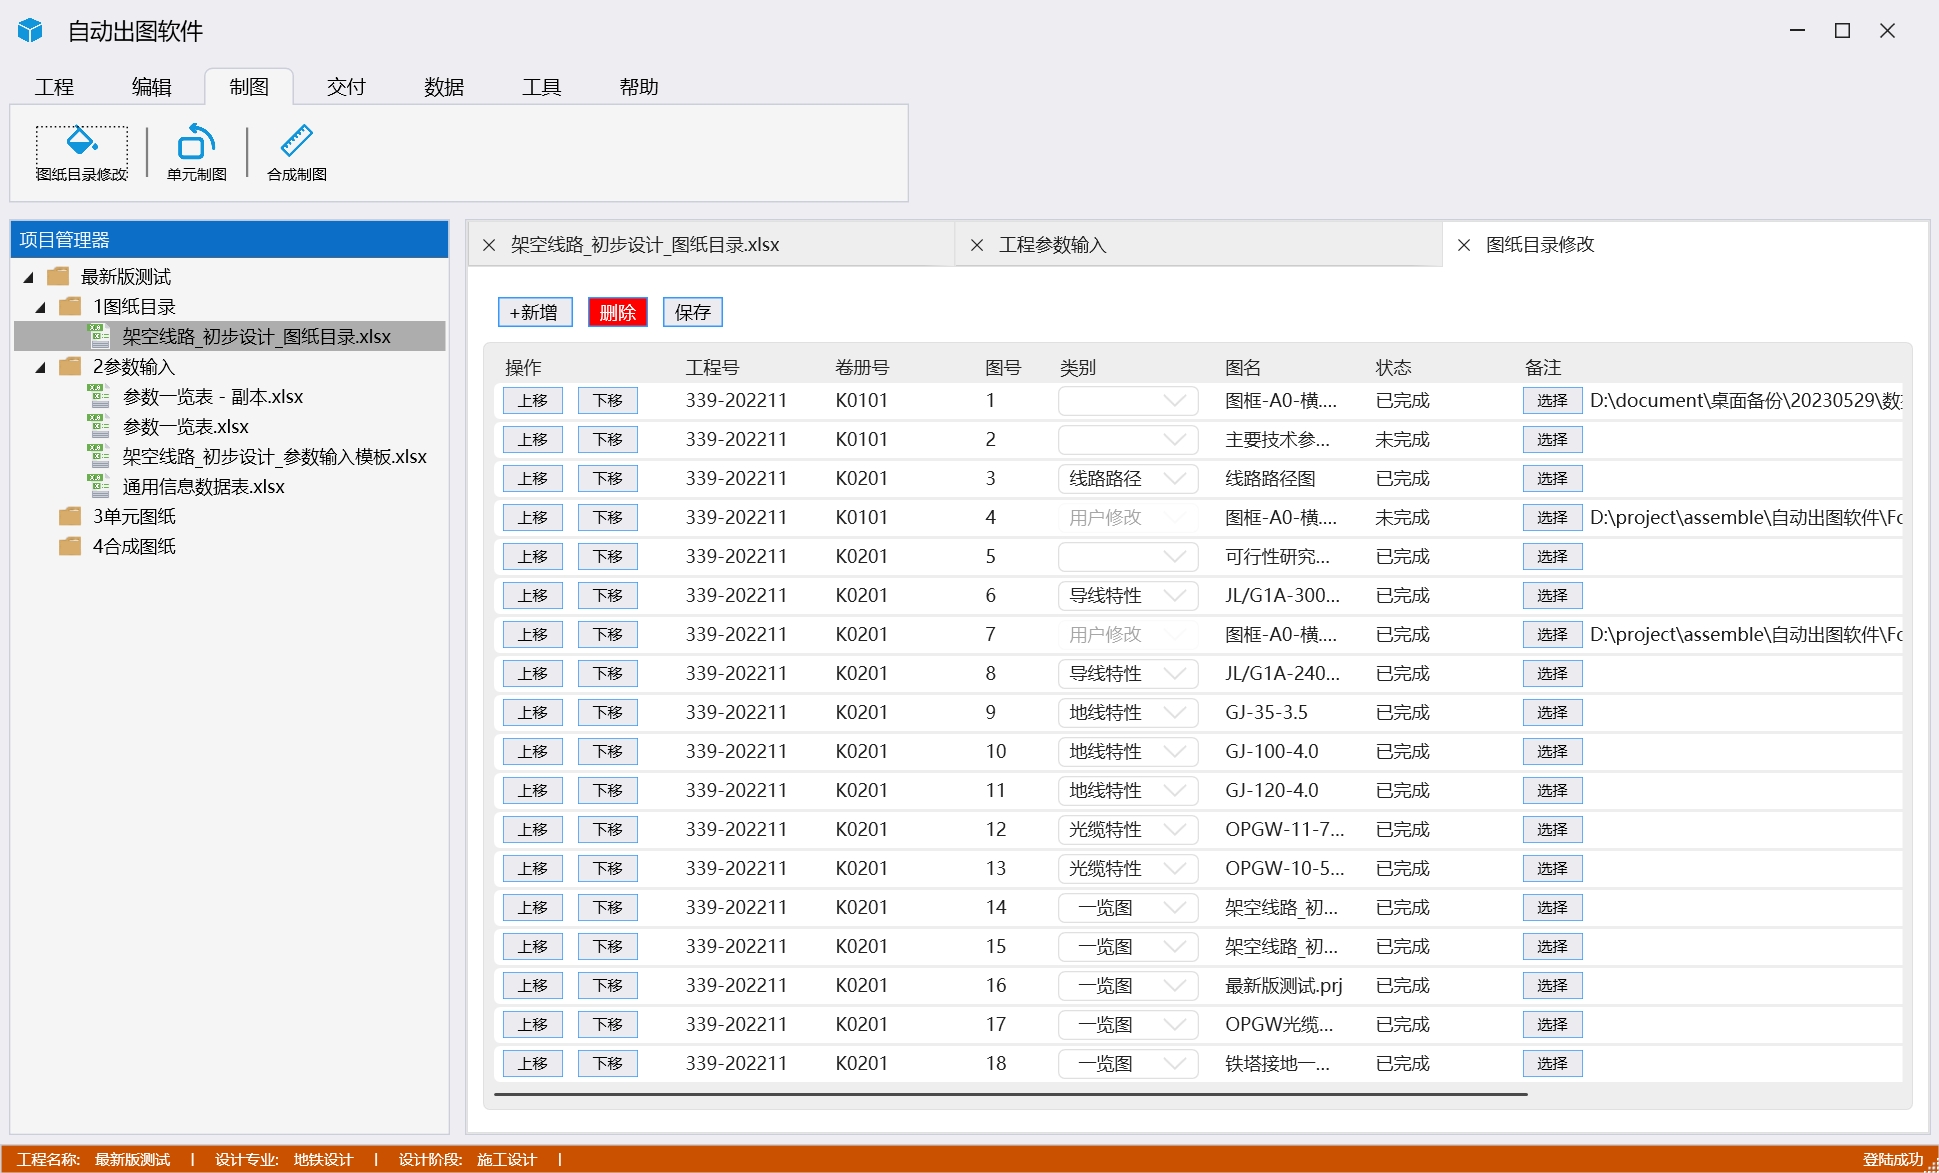 自动出图软件
工程 编辑 制图 交付 数据 工具 帮助
图纸目录修改 单元制图 合成制图
项目管理器
最新版测试
1图纸目录
架空线路_初步设计_图纸目录.xlsx
2参数输入
参数一览表 - 副本.xlsx
参数一览表.xlsx
架空线路_初步设计_参数输入模板.xlsx
通用信息数据表.xlsx
3单元图纸
4合成图纸
架空线路_初步设计_图纸目录.xlsx 工程参数输入 图纸目录修改
+新增 删除 保存
操作 工程号 卷册号 图号 类别 图名 状态 备注
上移 下移 339-202211 K0101 1 图框-A0-横.... 已完成 选择 D:\document\桌面备份\20230529\数
上移 下移 339-202211 K0101 2 主要技术参... 未完成 选择
上移 下移 339-202211 K0201 3 线路路径 线路路径图 已完成 选择
上移 下移 339-202211 K0101 4 用户修改 图框-A0-横.... 未完成 选择 D:\project\assemble\自动出图软件\Fo
上移 下移 339-202211 K0201 5 可行性研究... 已完成 选择
上移 下移 339-202211 K0201 6 导线特性 JL/G1A-300... 已完成 选择
上移 下移 339-202211 K0201 7 用户修改 图框-A0-横.... 已完成 选择 D:\project\assemble\自动出图软件\Fo
上移 下移 339-202211 K0201 8 导线特性 JL/G1A-240... 已完成 选择
上移 下移 339-202211 K0201 9 地线特性 GJ-35-3.5 已完成 选择
上移 下移 339-202211 K0201 10 地线特性 GJ-100-4.0 已完成 选择
上移 下移 339-202211 K0201 11 地线特性 GJ-120-4.0 已完成 选择
上移 下移 339-202211 K0201 12 光缆特性 OPGW-11-7... 已完成 选择
上移 下移 339-202211 K0201 13 光缆特性 OPGW-10-5... 已完成 选择
上移 下移 339-202211 K0201 14 一览图 架空线路_初... 已完成 选择
上移 下移 339-202211 K0201 15 一览图 架空线路_初... 已完成 选择
上移 下移 339-202211 K0201 16 一览图 最新版测试.prj 已完成 选择
上移 下移 339-202211 K0201 17 一览图 OPGW光缆... 已完成 选择
上移 下移 339-202211 K0201 18 一览图 铁塔接地一... 已完成 选择
工程名称: 最新版测试 | 设计专业: 地铁设计 | 设计阶段: 施工设计 | 登陆成功